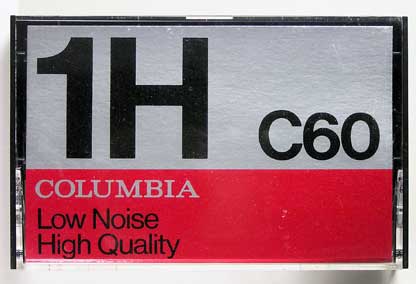 1H C60
COLUMBIA
Low Noise
High Quality